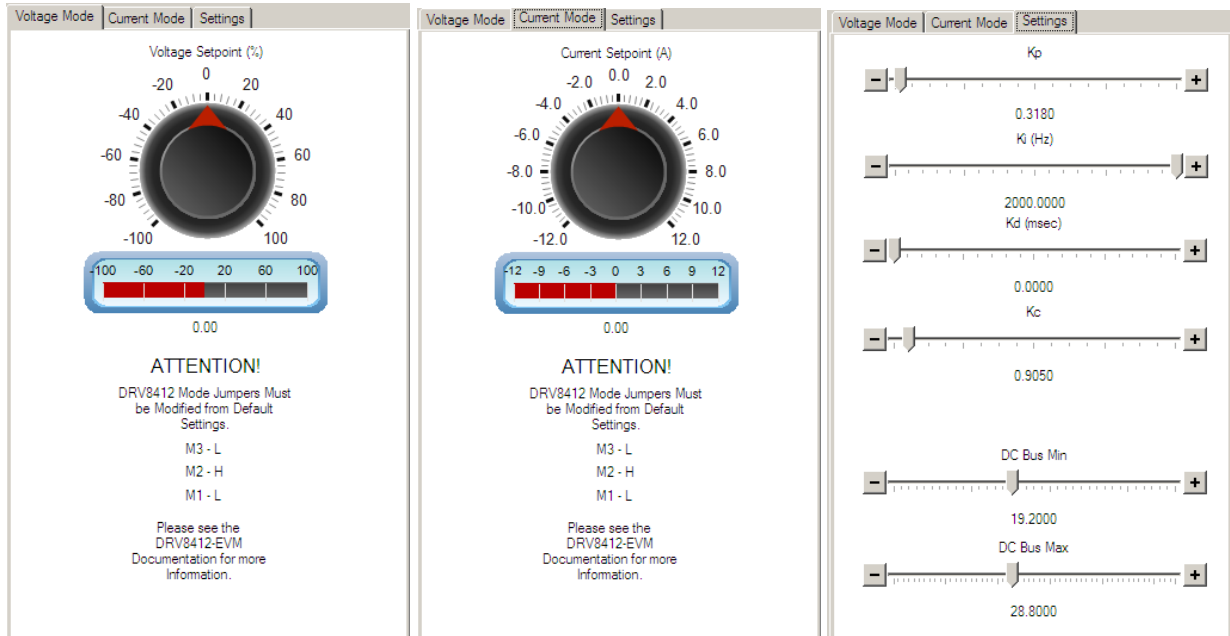 Voltage Mode Current Mode Settings
Voltage Setpoint (%)
0
-20 20
-40 40
-60 60
-80 80
-100 100
-100 -60 -20 20 60 100
0.00
ATTENTION!
DRV8412 Mode Jumpers Must
be Modified from Default
Settings.
M3 - L
M2 - H
M1 - L
Please see the
DRV8412-EVM
Documentation for more
Information.
Voltage Mode Current Mode Settings
Current Setpoint (A)
0.0
-2.0 2.0
-4.0 4.0
-6.0 6.0
-8.0 8.0
-10.0 10.0
-12.0 12.0
-12 -9 -6 -3 0 3 6 9 12
0.00
ATTENTION!
DRV8412 Mode Jumpers Must
be Modified from Default
Settings.
M3 - L
M2 - H
M1 - L
Please see the
DRV8412-EVM
Documentation for more
Information.
Voltage Mode Current Mode Settings
Kp
- +
0.3180
Ki (Hz)
- +
2000.0000
Kd (msec)
- +
0.0000
Kc
- +
0.9050
DC Bus Min
- +
19.2000
DC Bus Max
- +
28.8000